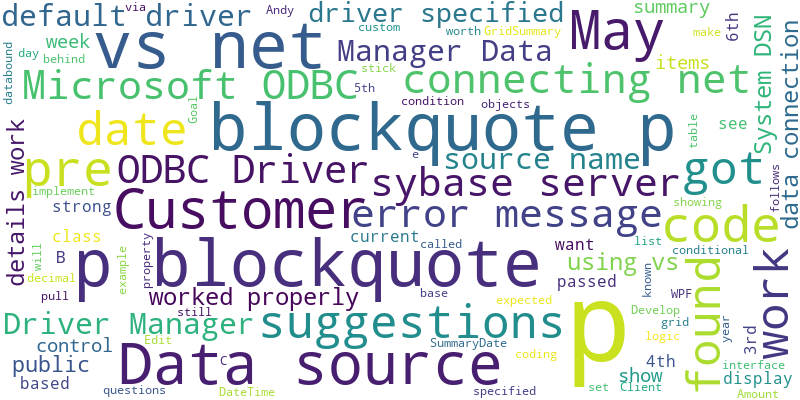 default
via
driver
Andy
driver specified
May
summary
GridSummary
make
6th
System DSN
data connection
databound
day
week
behind
vs net
Manager Data
custom
worth
stick
items
Microsoft ODBC
5th
connecting net
condition
objects
Goal
date
blockquote p
table
see
details work
pre
implement
ODBC Driver
source name
e
sybase server
got
showing
follows
strong
Customer
error message
code
class
B
will
decimal
pull
example
p blockquote
property
current
called
want
list
conditional
using vs
passed
known
WPF
found
work
worked properly
still
base
expected
Driver Manager
suggestions
p
Develop
grid
logic
year
3rd
Edit
SummaryDate
coding
control
public
based
Data source
C
4th
show
interface
display
questions
DateTime
specified
set
Client
Amount